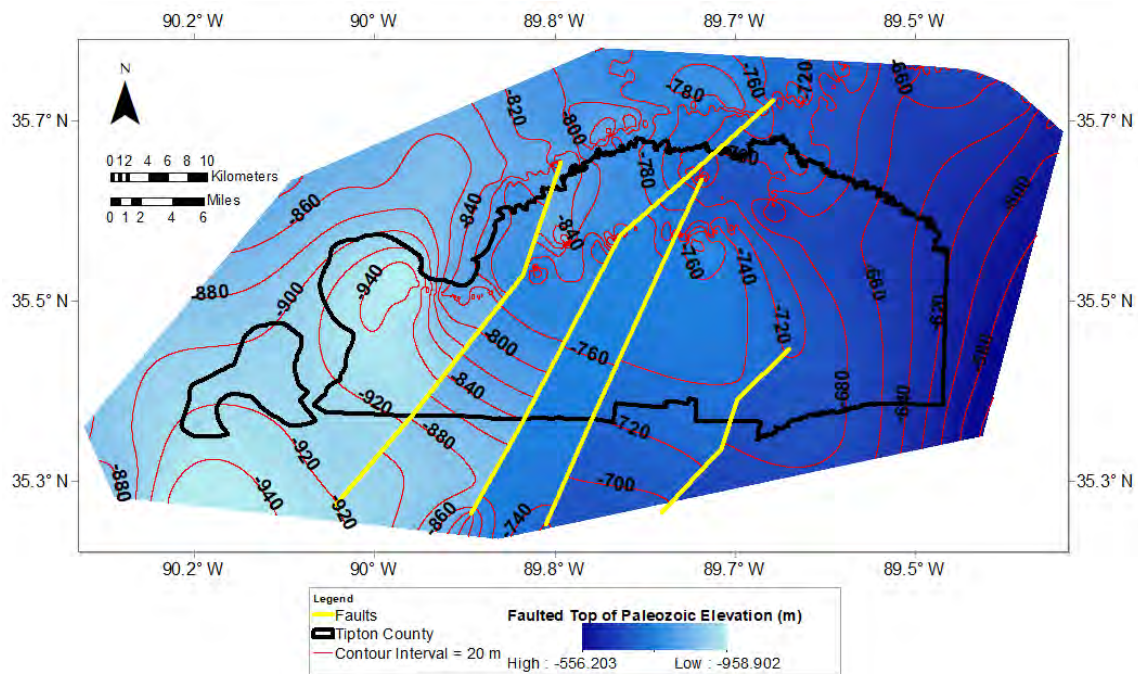 90.2° W 90° W 89.8° W 89.7° W 89.5° W
35.7° N 35.7° N
35.5° N 35.5° N
35.3° N 35.3° N
N
0 1 2 4 6 8 10
Kilometers
Miles
0 1 2 4 6
-820
-800
-780
-760
-720
-660
-860
-840
-780
-760
-600
-880
-900
-940
-840
-760
-740
-720
-660
-620
-580
-800
-760
-840
-920
-880
-720
-680
-640
-700
-880
-920
-940
-920
-860
-740
90.2° W 90° W 89.8° W 89.7° W 89.5° W
Legend
Faults
Tipton County
Contour Interval = 20 m
Faulted Top of Paleozoic Elevation (m)
High : -556.203 Low : -958.902